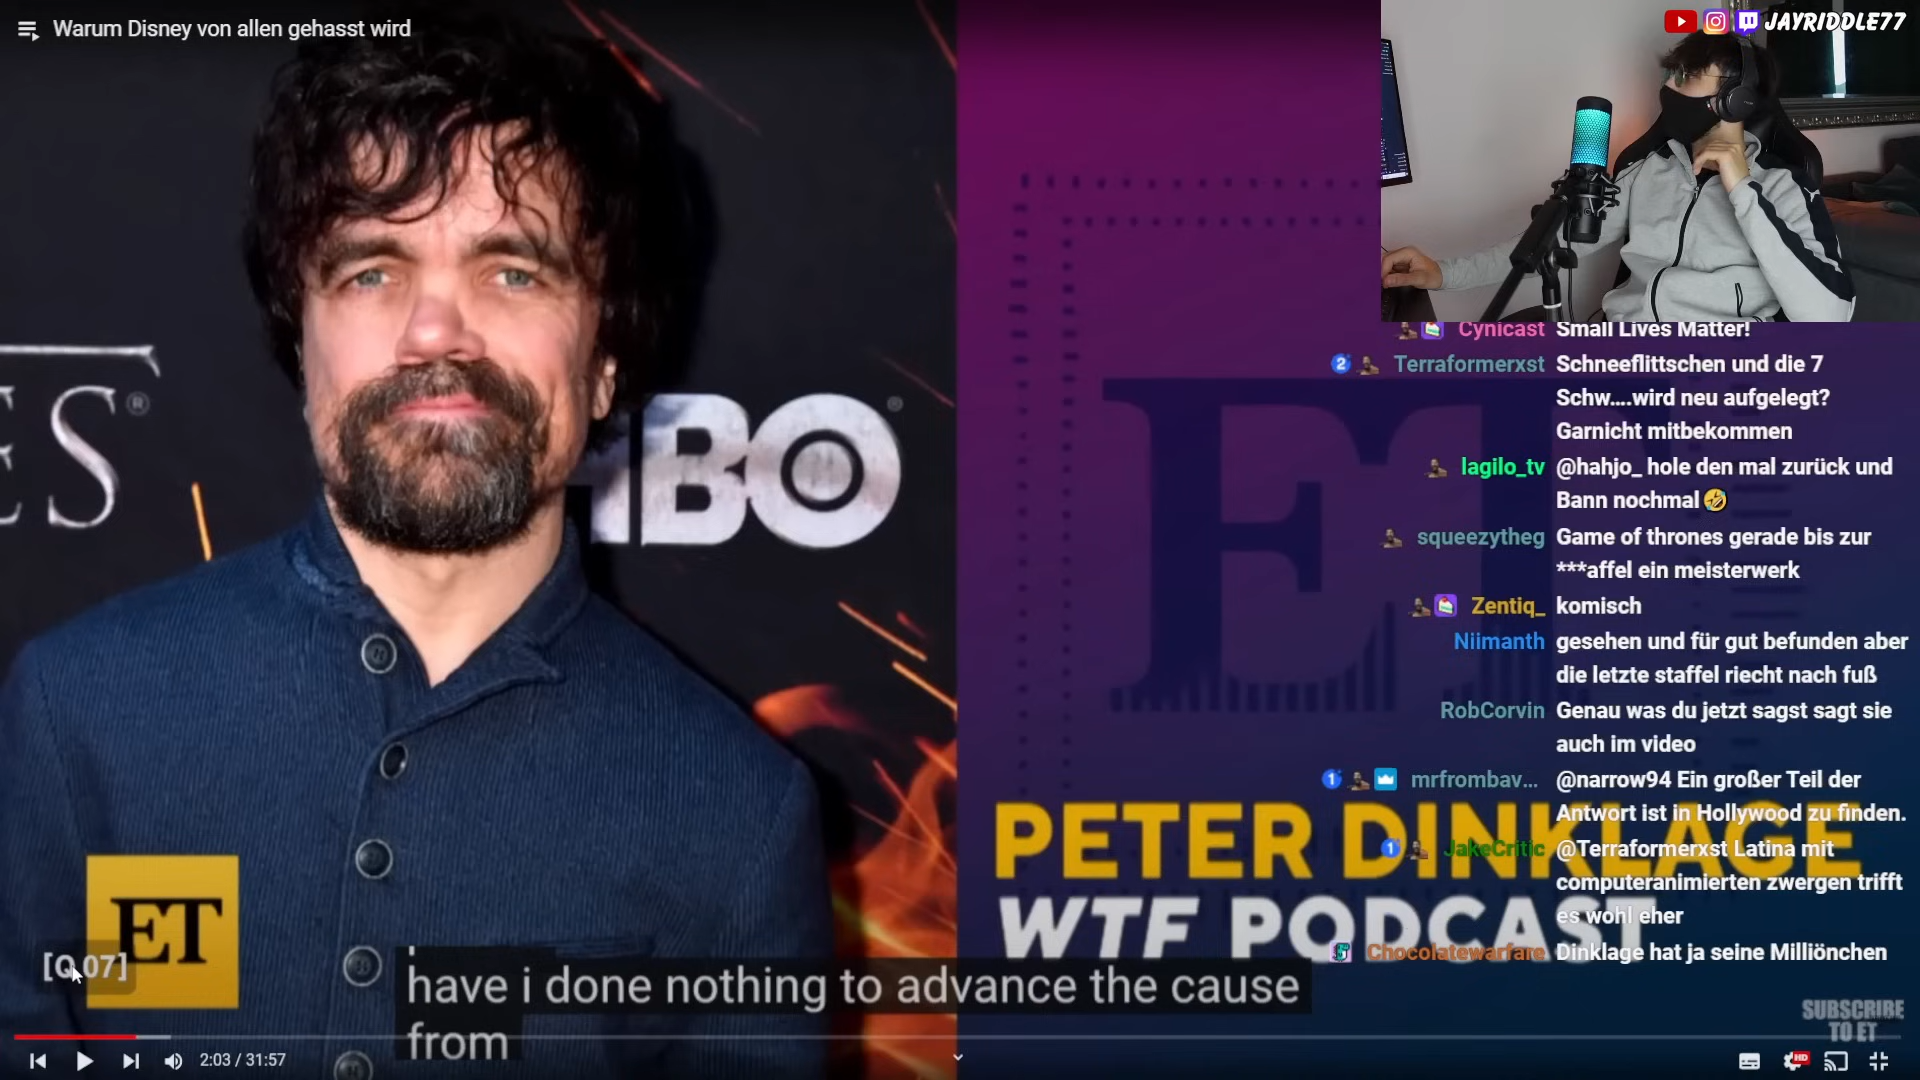 Warum Disney von allen gehasst wird
JAYRIDDLE77
ES®
HBO®
ET
Cynicast Small Lives Matter!
2 Terraformerxst Schneeflittschen und die 7
Schw....wird neu aufgelegt?
Garnicht mitbekommen
lagilo_tv @hahjo_ hole den mal zurück und
Bann nochmal🤣
squeezytheg Game of thrones gerade bis zur
***affel ein meisterwerk
Zentiq_ komisch
Niimanth gesehen und für gut befunden aber
die letzte staffel riecht nach fuß
RobCorvin Genau was du jetzt sagst sagt sie
auch im video
1 mrfrombav... @narrow94 Ein großer Teil der
Antwort ist in Hollywood zu finden.
1 JakeCritic @Terraformerxst Latina mit
computeranimierten zwergen trifft
es wohl eher
Chocolatewarfare Dinklage hat ja seine Milliönchen
PETER DINKLAGE
WTF PODCAST
ET
have i done nothing to advance the cause
from
SUBSCRIBE
TO ET
2:03 / 31:57
HD